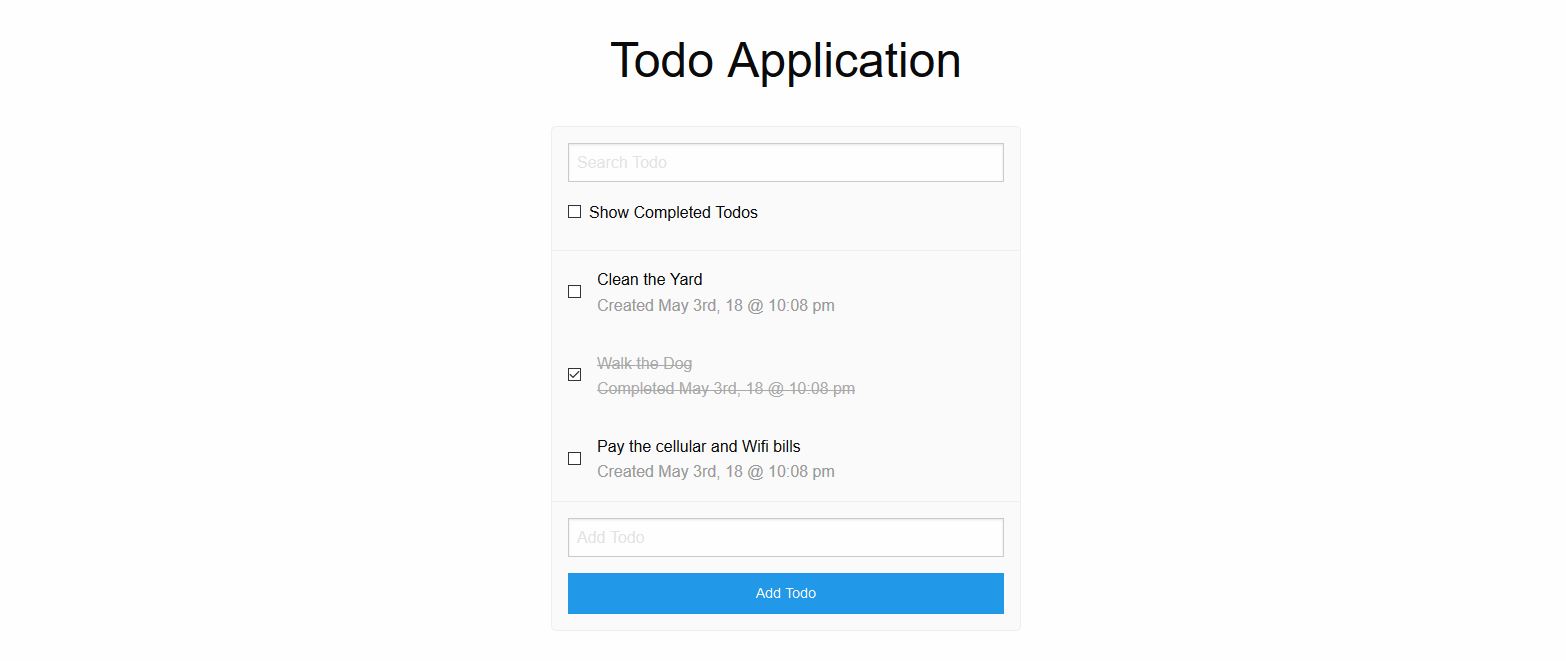 Todo Application
Search Todo
Show Completed Todos
Clean the Yard
Created May 3rd, 18 @ 10:08 pm
Walk the Dog
Completed May 3rd, 18 @ 10:08 pm
Pay the cellular and Wifi bills
Created May 3rd, 18 @ 10:08 pm
Add Todo
Add Todo